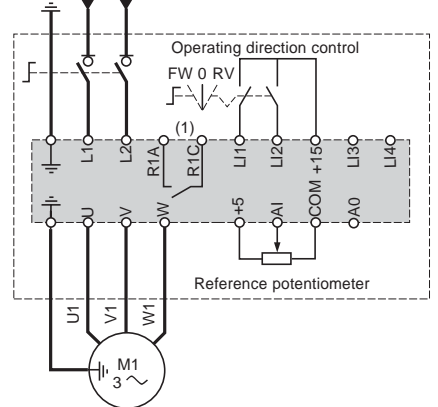 Operating direction control
FW 0 RV
(1)
L1
L2
R1A
R1C
LI1
LI2
+15
LI3
LI4
U
V
W
+5
AI
COM
A0
Reference potentiometer
U1
V1
W1
M1
3